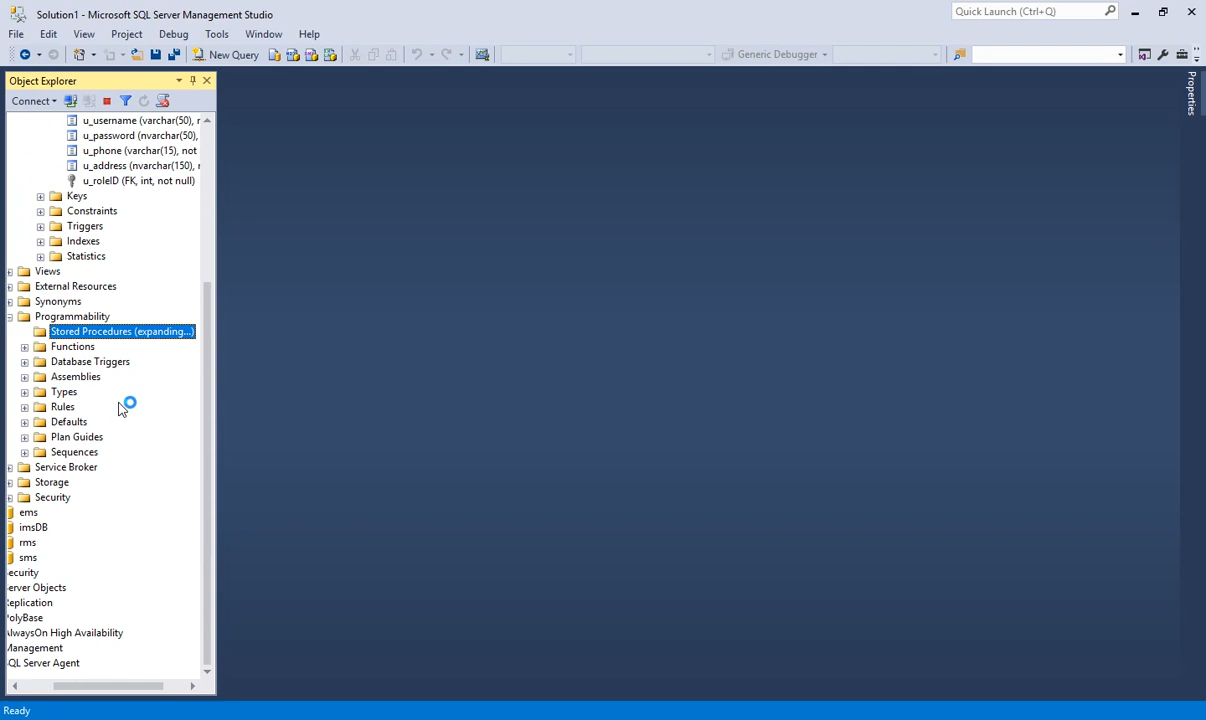 Solution1 - Microsoft SQL Server Management Studio
Quick Launch (Ctrl+Q)
File Edit View Project Debug Tools Window Help
New Query
Generic Debugger
Object Explorer
Properties
Connect
u_username (varchar(50), r
u_password (nvarchar(50),
u_phone (varchar(15), not
u_address (nvarchar(150), r
u_roleID (FK, int, not null)
Keys
Constraints
Triggers
Indexes
Statistics
Views
External Resources
Synonyms
Programmability
Stored Procedures (expanding...)
Functions
Database Triggers
Assemblies
Types
Rules
Defaults
Plan Guides
Sequences
Service Broker
Storage
Security
ems
imsDB
rms
sms
ecurity
erver Objects
eplication
olyBase
lwaysOn High Availability
Management
QL Server Agent
Ready